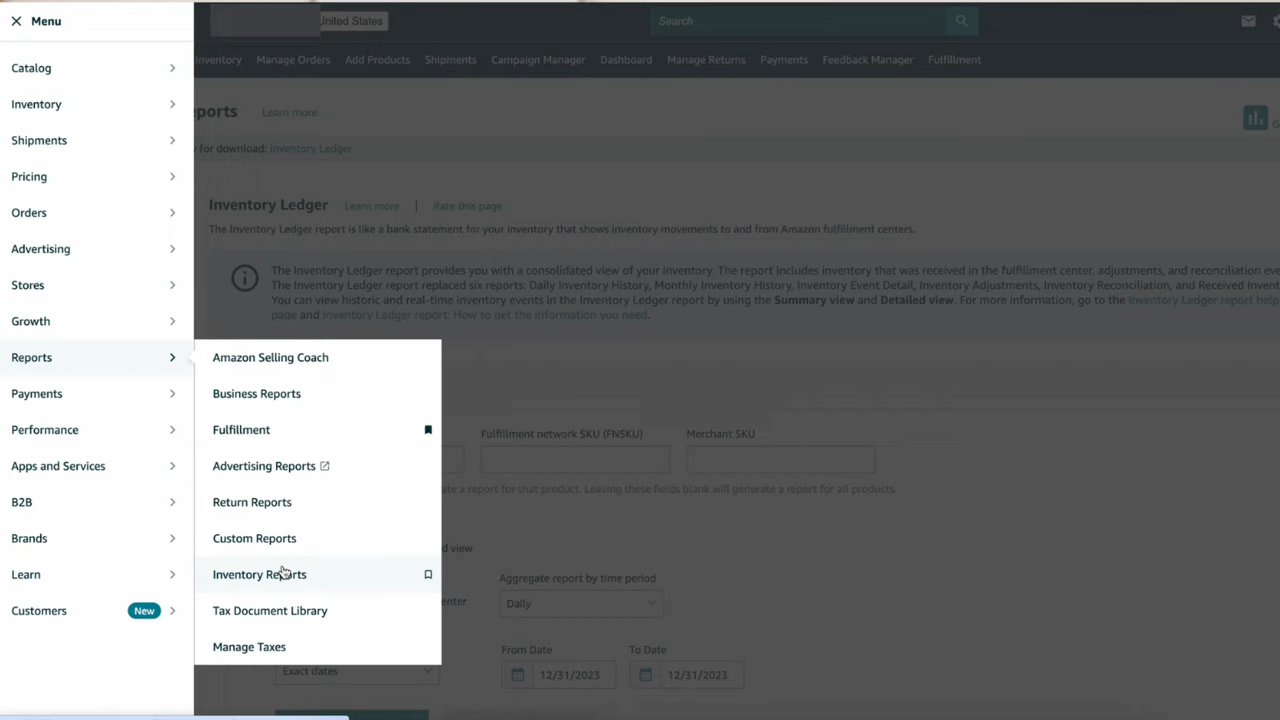 Menu
United States
Search
Inventory
Manage Orders
Add Products
Shipments
Campaign Manager
Dashboard
Manage Returns
Payments
Feedback Manager
Fulfillment
Catalog
Inventory
Shipments
Pricing
Orders
Advertising
Stores
Growth
Reports
Payments
Performance
Apps and Services
B2B
Brands
Learn
Customers New
Amazon Selling Coach
Business Reports
Fulfillment
Advertising Reports
Return Reports
Custom Reports
Inventory Reports
Tax Document Library
Manage Taxes
Learn more
for download: Inventory Ledger
Inventory Ledger Learn more | Rate this page
The Inventory Ledger report is like a bank statement for your inventory that shows inventory movements to and from Amazon fulfillment centers.
The Inventory Ledger report provides you with a consolidated view of your inventory. The report includes inventory that was received in the fulfillment center, adjustments, and reconciliation
The Inventory Ledger report replaced six reports: Daily Inventory History, Monthly Inventory History, Inventory Event Detail, Inventory Adjustments, Inventory Reconciliation, and Received
You can view historic and real-time inventory events in the Inventory Ledger report by using the Summary view and Detailed view. For more information, go to the Inventory Ledger report help
page and Inventory Ledger report: How to get the information you need.
Fulfillment network SKU (FNSKU)
Merchant SKU
a report for that product. Leaving these fields blank will generate a report for all products.
view
Aggregate report by time period
Daily
From Date
To Date
Exact dates
12/31/2023
12/31/2023